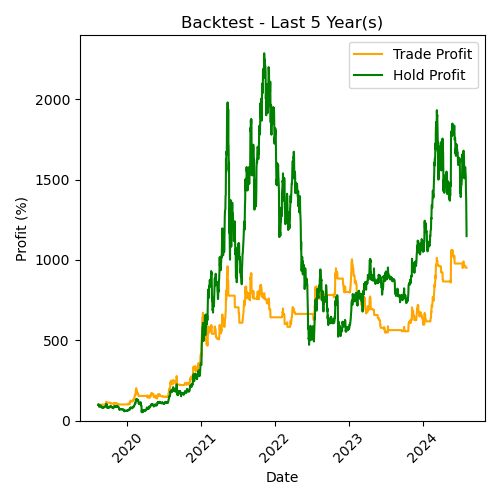 Backtest - Last 5 Year(s)
Trade Profit
Hold Profit
Profit (%)
2000
1500
1000
500
0
2020
2021
2022
2023
2024
Date